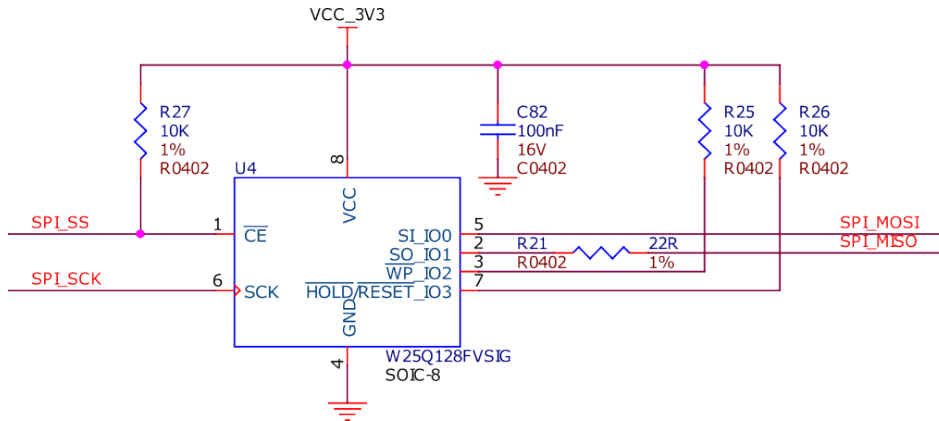 VCC_3V3
R27
10K
1%
R0402
C82
100nF
16V
C0402
R25
10K
1%
R0402
R26
10K
1%
R0402
U4
8
VCC
SPI_SS
1
CE
SPI_SCK
6
SCK
SI_IO0
5
SPI_MOSI
SO_IO1
2
R21
22R
SPI_MISO
R0402
1%
WP_IO2
3
HOLD/RESET_IO3
7
GND
4
W25Q128FVSIG
SOIC-8